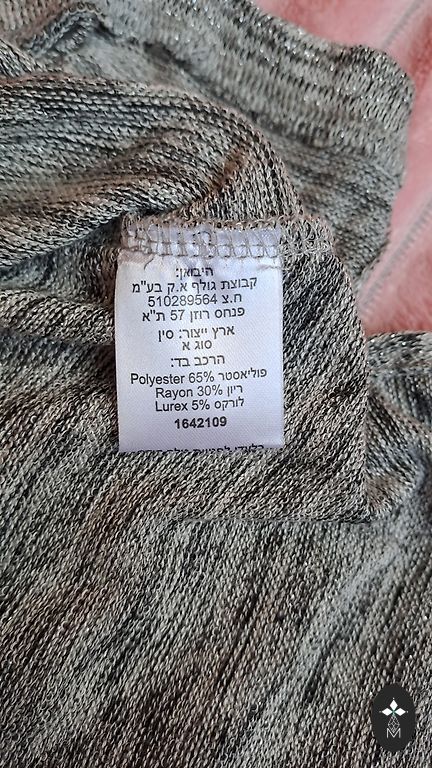 היבואן:
קבוצת גולף א.ק בע"מ
ח.צ 510289564
פנחס רוזן 57 ת"א
ארץ ייצור: סין
סוג א
הרכב בד:
פוליאסטר Polyester 65%
ריון Rayon 30%
לורקס Lurex 5%
1642109